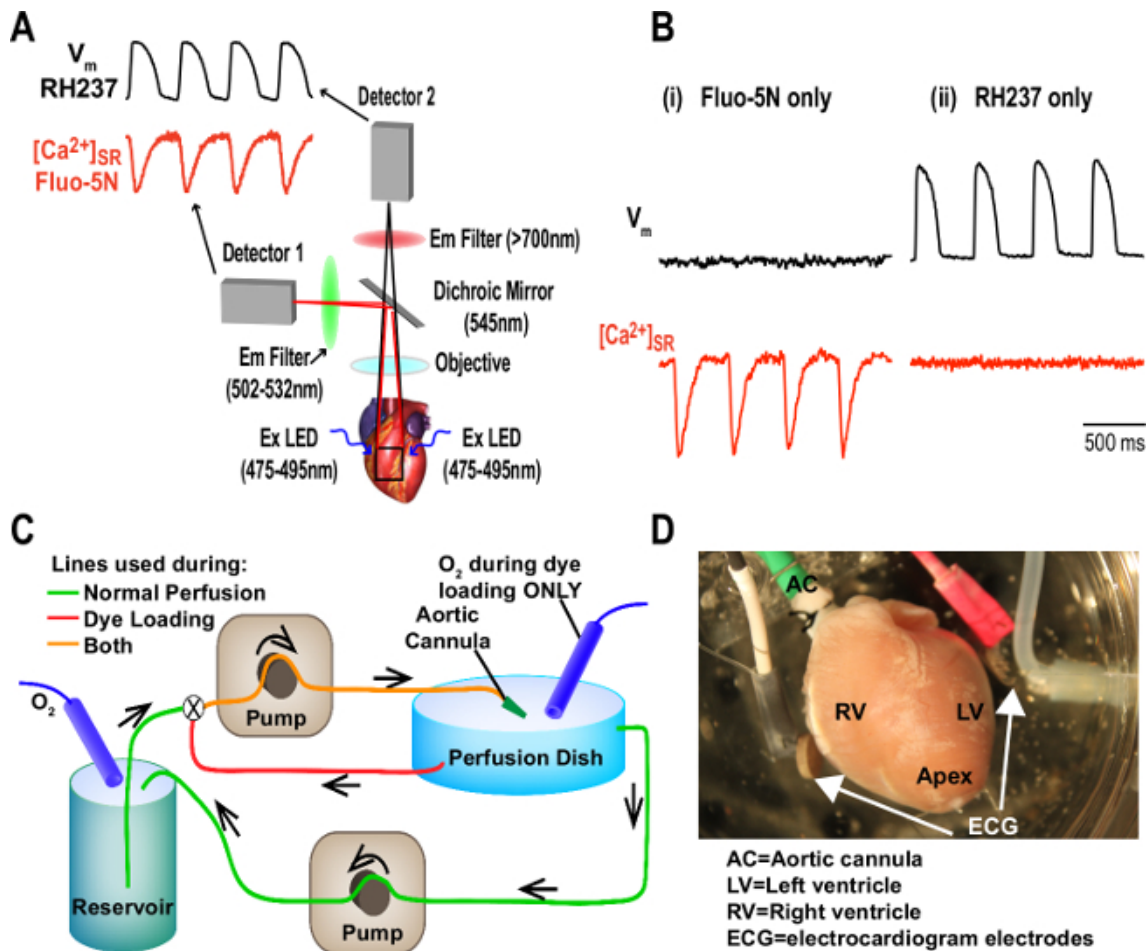 A
V
m
RH237
[Ca2+]SR
Fluo-5N
Detector 2
Em Filter (>700nm)
Detector 1
Dichroic Mirror
(545nm)
Em Filter
(502-532nm)
Objective
Ex LED
(475-495nm)
Ex LED
(475-495nm)
B
(i) Fluo-5N only
(ii) RH237 only
Vm
[Ca2+]SR
500 ms
C
Lines used during:
Normal Perfusion
Dye Loading
Both
O2 during dye
loading ONLY
Aortic
Cannula
O2
X
Pump
Perfusion Dish
Reservoir
Pump
D
AC
RV
LV
Apex
ECG
AC=Aortic cannula
LV=Left ventricle
RV=Right ventricle
ECG=electrocardiogram electrodes